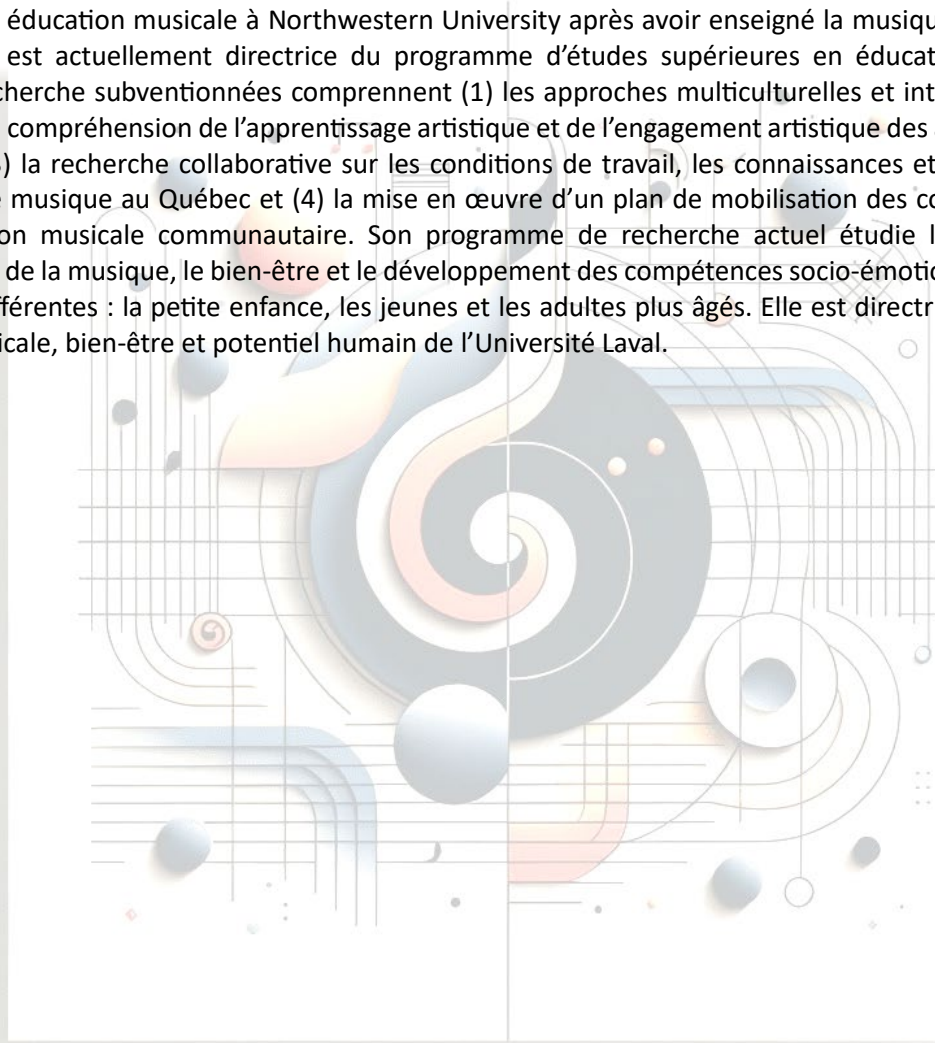 éducation musicale à Northwestern University après avoir enseigné la musiqu
est actuellement directrice du programme d’études supérieures en éducat
cherche subventionnées comprennent (1) les approches multiculturelles et int
compréhension de l’apprentissage artistique et de l’engagement artistique des
) la recherche collaborative sur les conditions de travail, les connaissances et
e musique au Québec et (4) la mise en œuvre d’un plan de mobilisation des co
on musicale communautaire. Son programme de recherche actuel étudie l
de la musique, le bien-être et le développement des compétences socio-émotio
fférentes : la petite enfance, les jeunes et les adultes plus âgés. Elle est directr
icale, bien-être et potentiel humain de l’Université Laval.